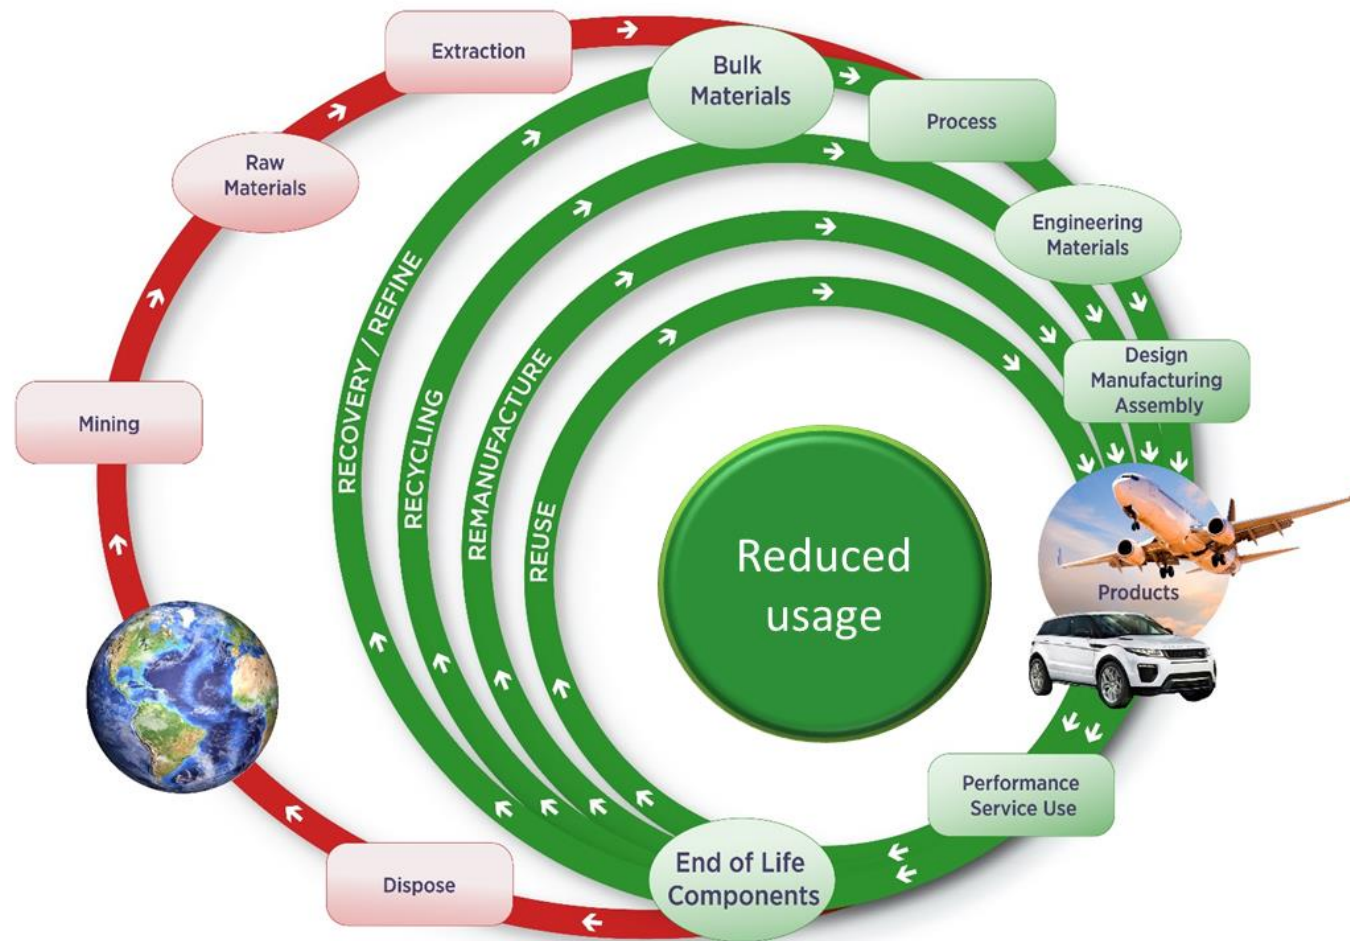 Extraction
Bulk
Materials
Process
Raw
Materials
Engineering
Materials
Design
Manufacturing
Assembly
Mining
RECOVERY / REFINE
RECYCLING
REMANUFACTURE
REUSE
Reduced
usage
Products
Performance
Service Use
End of Life
Components
Dispose